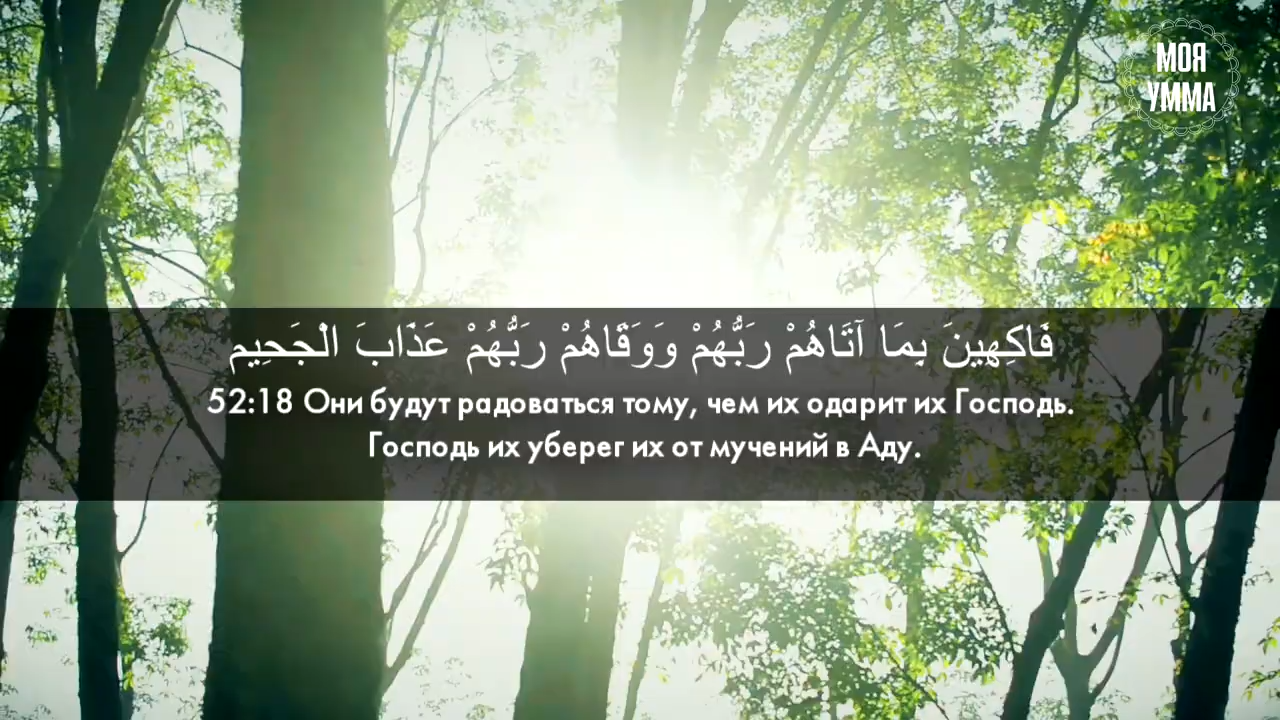 МОЯ
УММА
فَاكِهِينَ بِمَا آتَاهُمْ رَبُّهُمْ وَوَقَاهُمْ رَبُّهُمْ عَذَابَ الْجَحِيمِ
52:18 Они будут радоваться тому, чем их одарит их Господь.
Господь их уберег их от мучений в Аду.